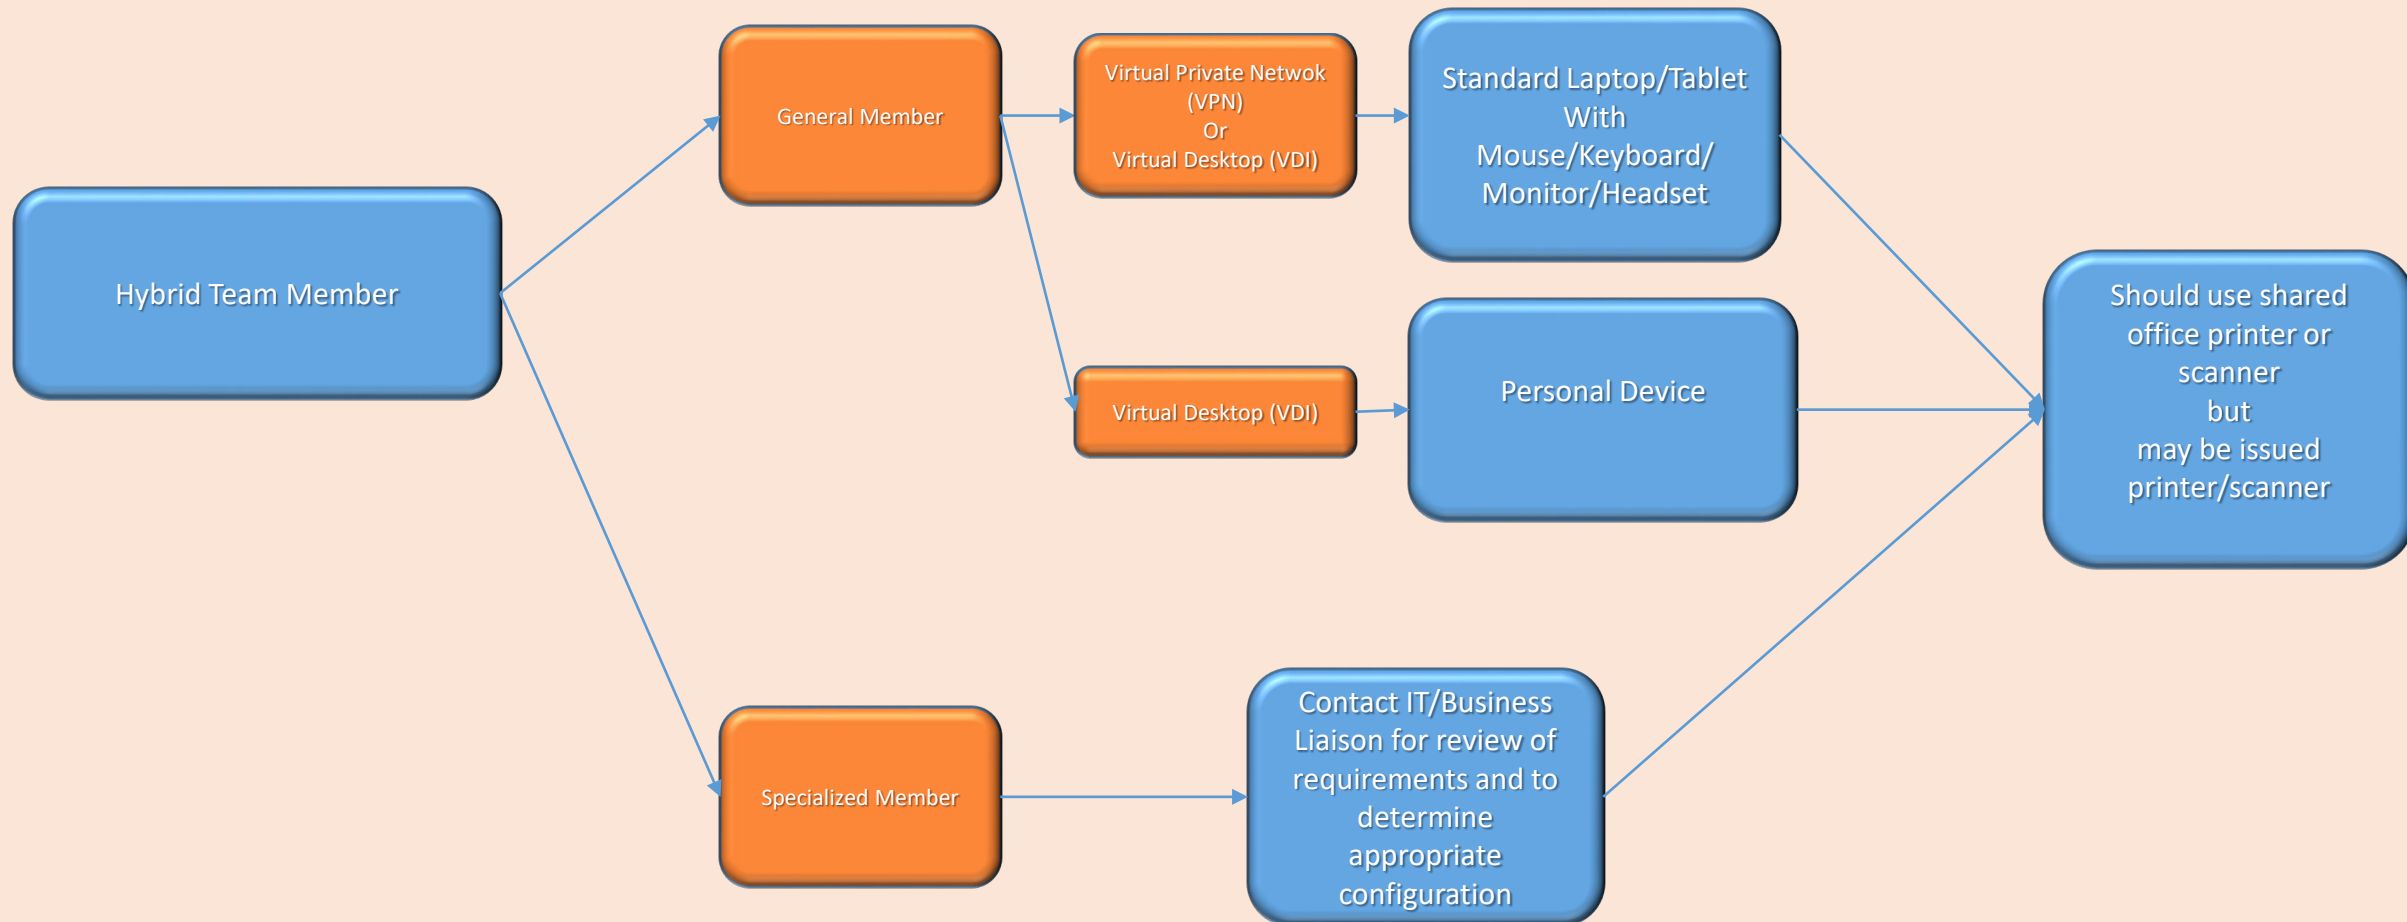 Hybrid Team Member
General Member
Virtual Private Netwok
(VPN)
Or
Virtual Desktop (VDI)
Standard Laptop/Tablet
With
Mouse/Keyboard/
Monitor/Headset
Virtual Desktop (VDI)
Personal Device
Should use shared
office printer or
scanner
but
may be issued
printer/scanner
Specialized Member
Contact IT/Business
Liaison for review of
requirements and to
determine
appropriate
configuration